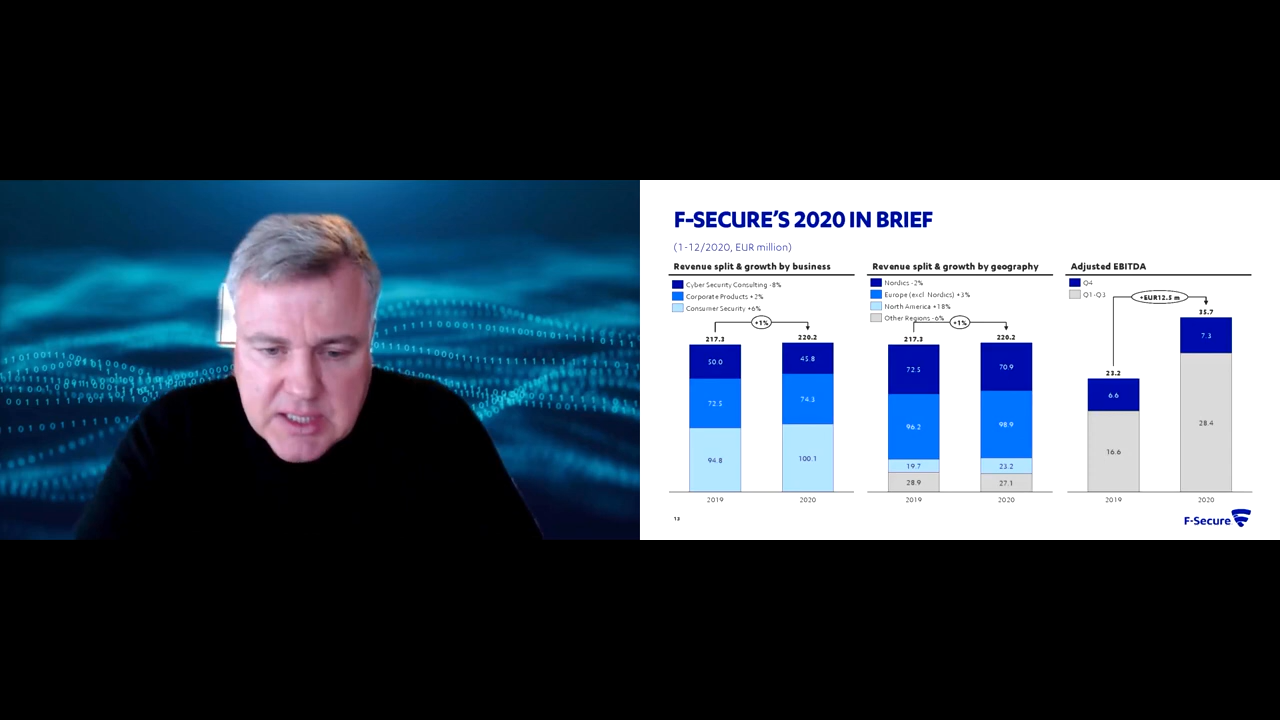 F-SECURE'S 2020 IN BRIEF
(1-12/2020, EUR million)
Revenue split & growth by business
Cyber Security Consulting -8%
Corporate Products +2%
Consumer Security +6%
+1%
217.3
220.2
50.0
45.8
72.5
74.3
94.8
100.1
2019
2020
Revenue split & growth by geography
Nordics -2%
Europe (excl. Nordics) +3%
North America +18%
Other Regions -6%
+1%
217.3
220.2
72.5
70.9
96.2
98.9
19.7
23.2
28.9
27.1
2019
2020
Adjusted EBITDA
Q4
Q1-Q3
+EUR12.5 m
35.7
7.3
23.2
6.6
28.4
16.6
2019
2020
13
F-Secure